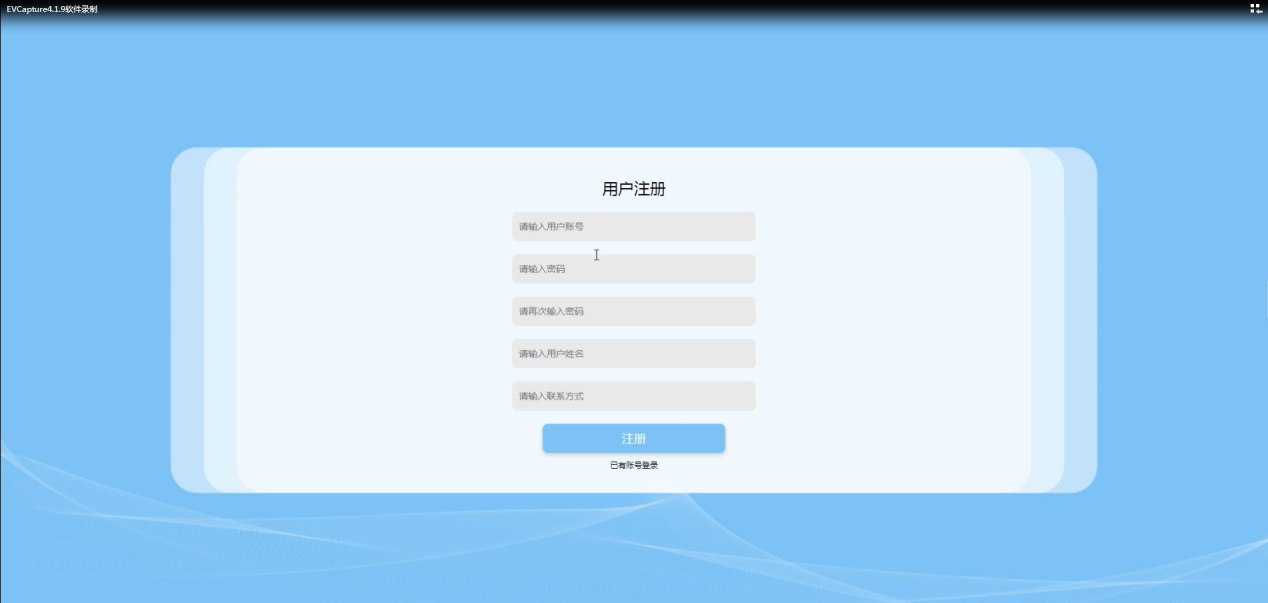 EVCapture4.1.9软件录制
用户注册
请输入用户账号
请输入密码
请再次输入密码
请输入用户姓名
请输入联系方式
注册
已有账号登录